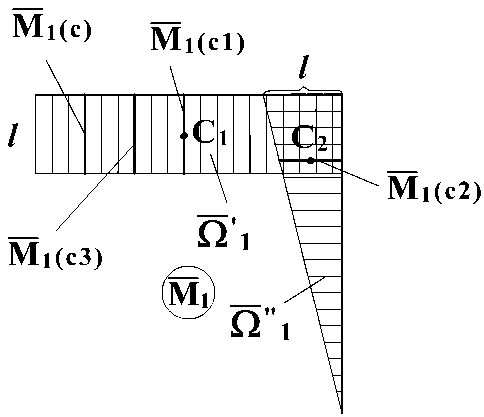 M̅₁(c)
M̅₁(c1)
l
l
C₁
C₂
M̅₁(c2)
Ω̅'₁
M̅₁(c3)
M̅₁
Ω̅"₁